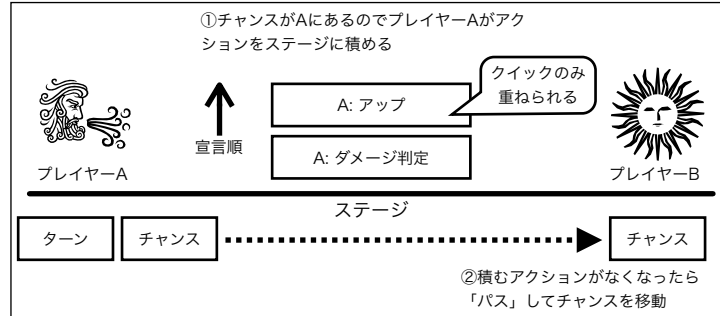 ①チャンスがAにあるのでプレイヤーAがアク
ションをステージに積める
クイックのみ
重ねられる
A: アップ
宣言順
A: ダメージ判定
プレイヤーA
プレイヤーB
ステージ
ターン
チャンス
チャンス
②積むアクションがなくなったら
「パス」してチャンスを移動